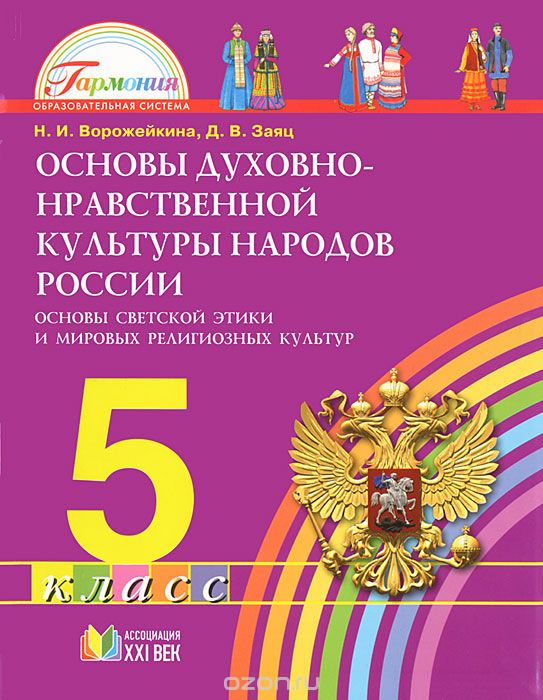 Гармония
ОБРАЗОВАТЕЛЬНАЯ СИСТЕМА
Н. И. Ворожейкина, Д. В. Заяц
ОСНОВЫ ДУХОВНО-
НРАВСТВЕННОЙ
КУЛЬТУРЫ НАРОДОВ
РОССИИ
ОСНОВЫ СВЕТСКОЙ ЭТИКИ
И МИРОВЫХ РЕЛИГИОЗНЫХ КУЛЬТУР
5
класс
АССОЦИАЦИЯ
XXI ВЕК
ozon.ru